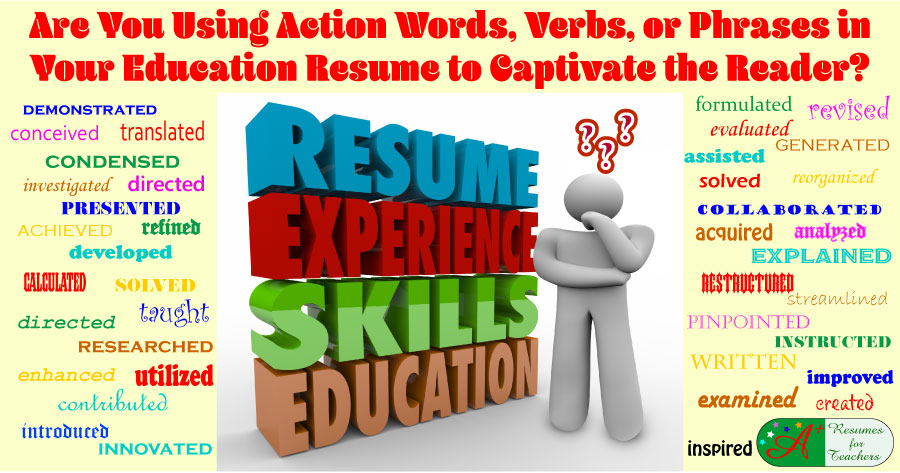 Are You Using Action Words, Verbs, or Phrases in
Your Education Resume to Captivate the Reader?
DEMONSTRATED
conceived translated
CONDENSED
investigated directed
PRESENTED
ACHIEVED refined
developed
CALCULATED SOLVED
directed taught
RESEARCHED
enhanced utilized
contributed
introduced
INNOVATED
RESUME
EXPERIENCE
SKILLS
EDUCATION
? ? ?
formulated revised
evaluated
GENERATED
assisted
solved reorganized
COLLABORATED
acquired analyzed
EXPLAINED
RESTRUCTURED
streamlined
PINPOINTED
INSTRUCTED
WRITTEN
improved
examined created
inspired
A+ Resumes
for
Teachers